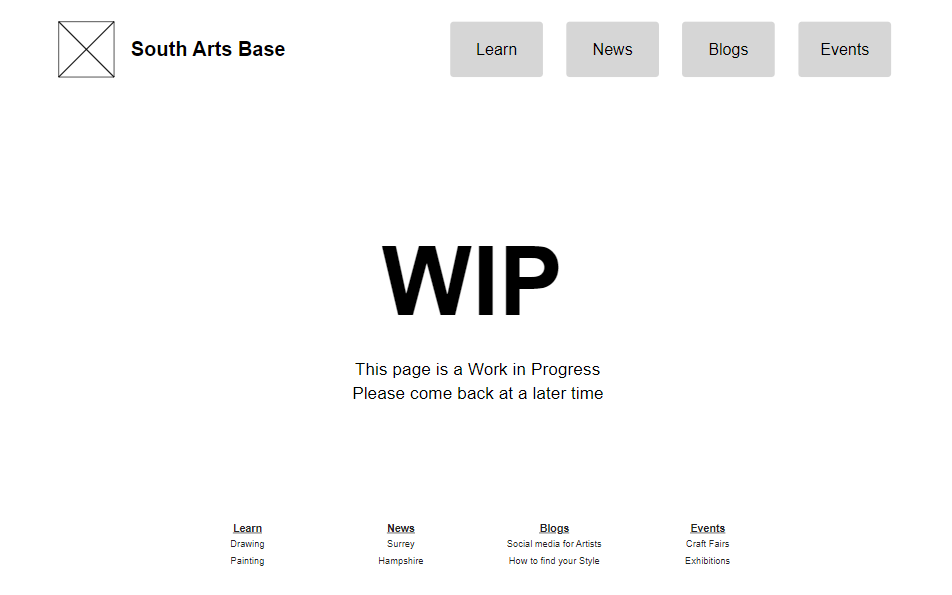 South Arts Base
Learn
News
Blogs
Events
WIP
This page is a Work in Progress
Please come back at a later time
Learn
Drawing
Painting
News
Surrey
Hampshire
Blogs
Social media for Artists
How to find your Style
Events
Craft Fairs
Exhibitions